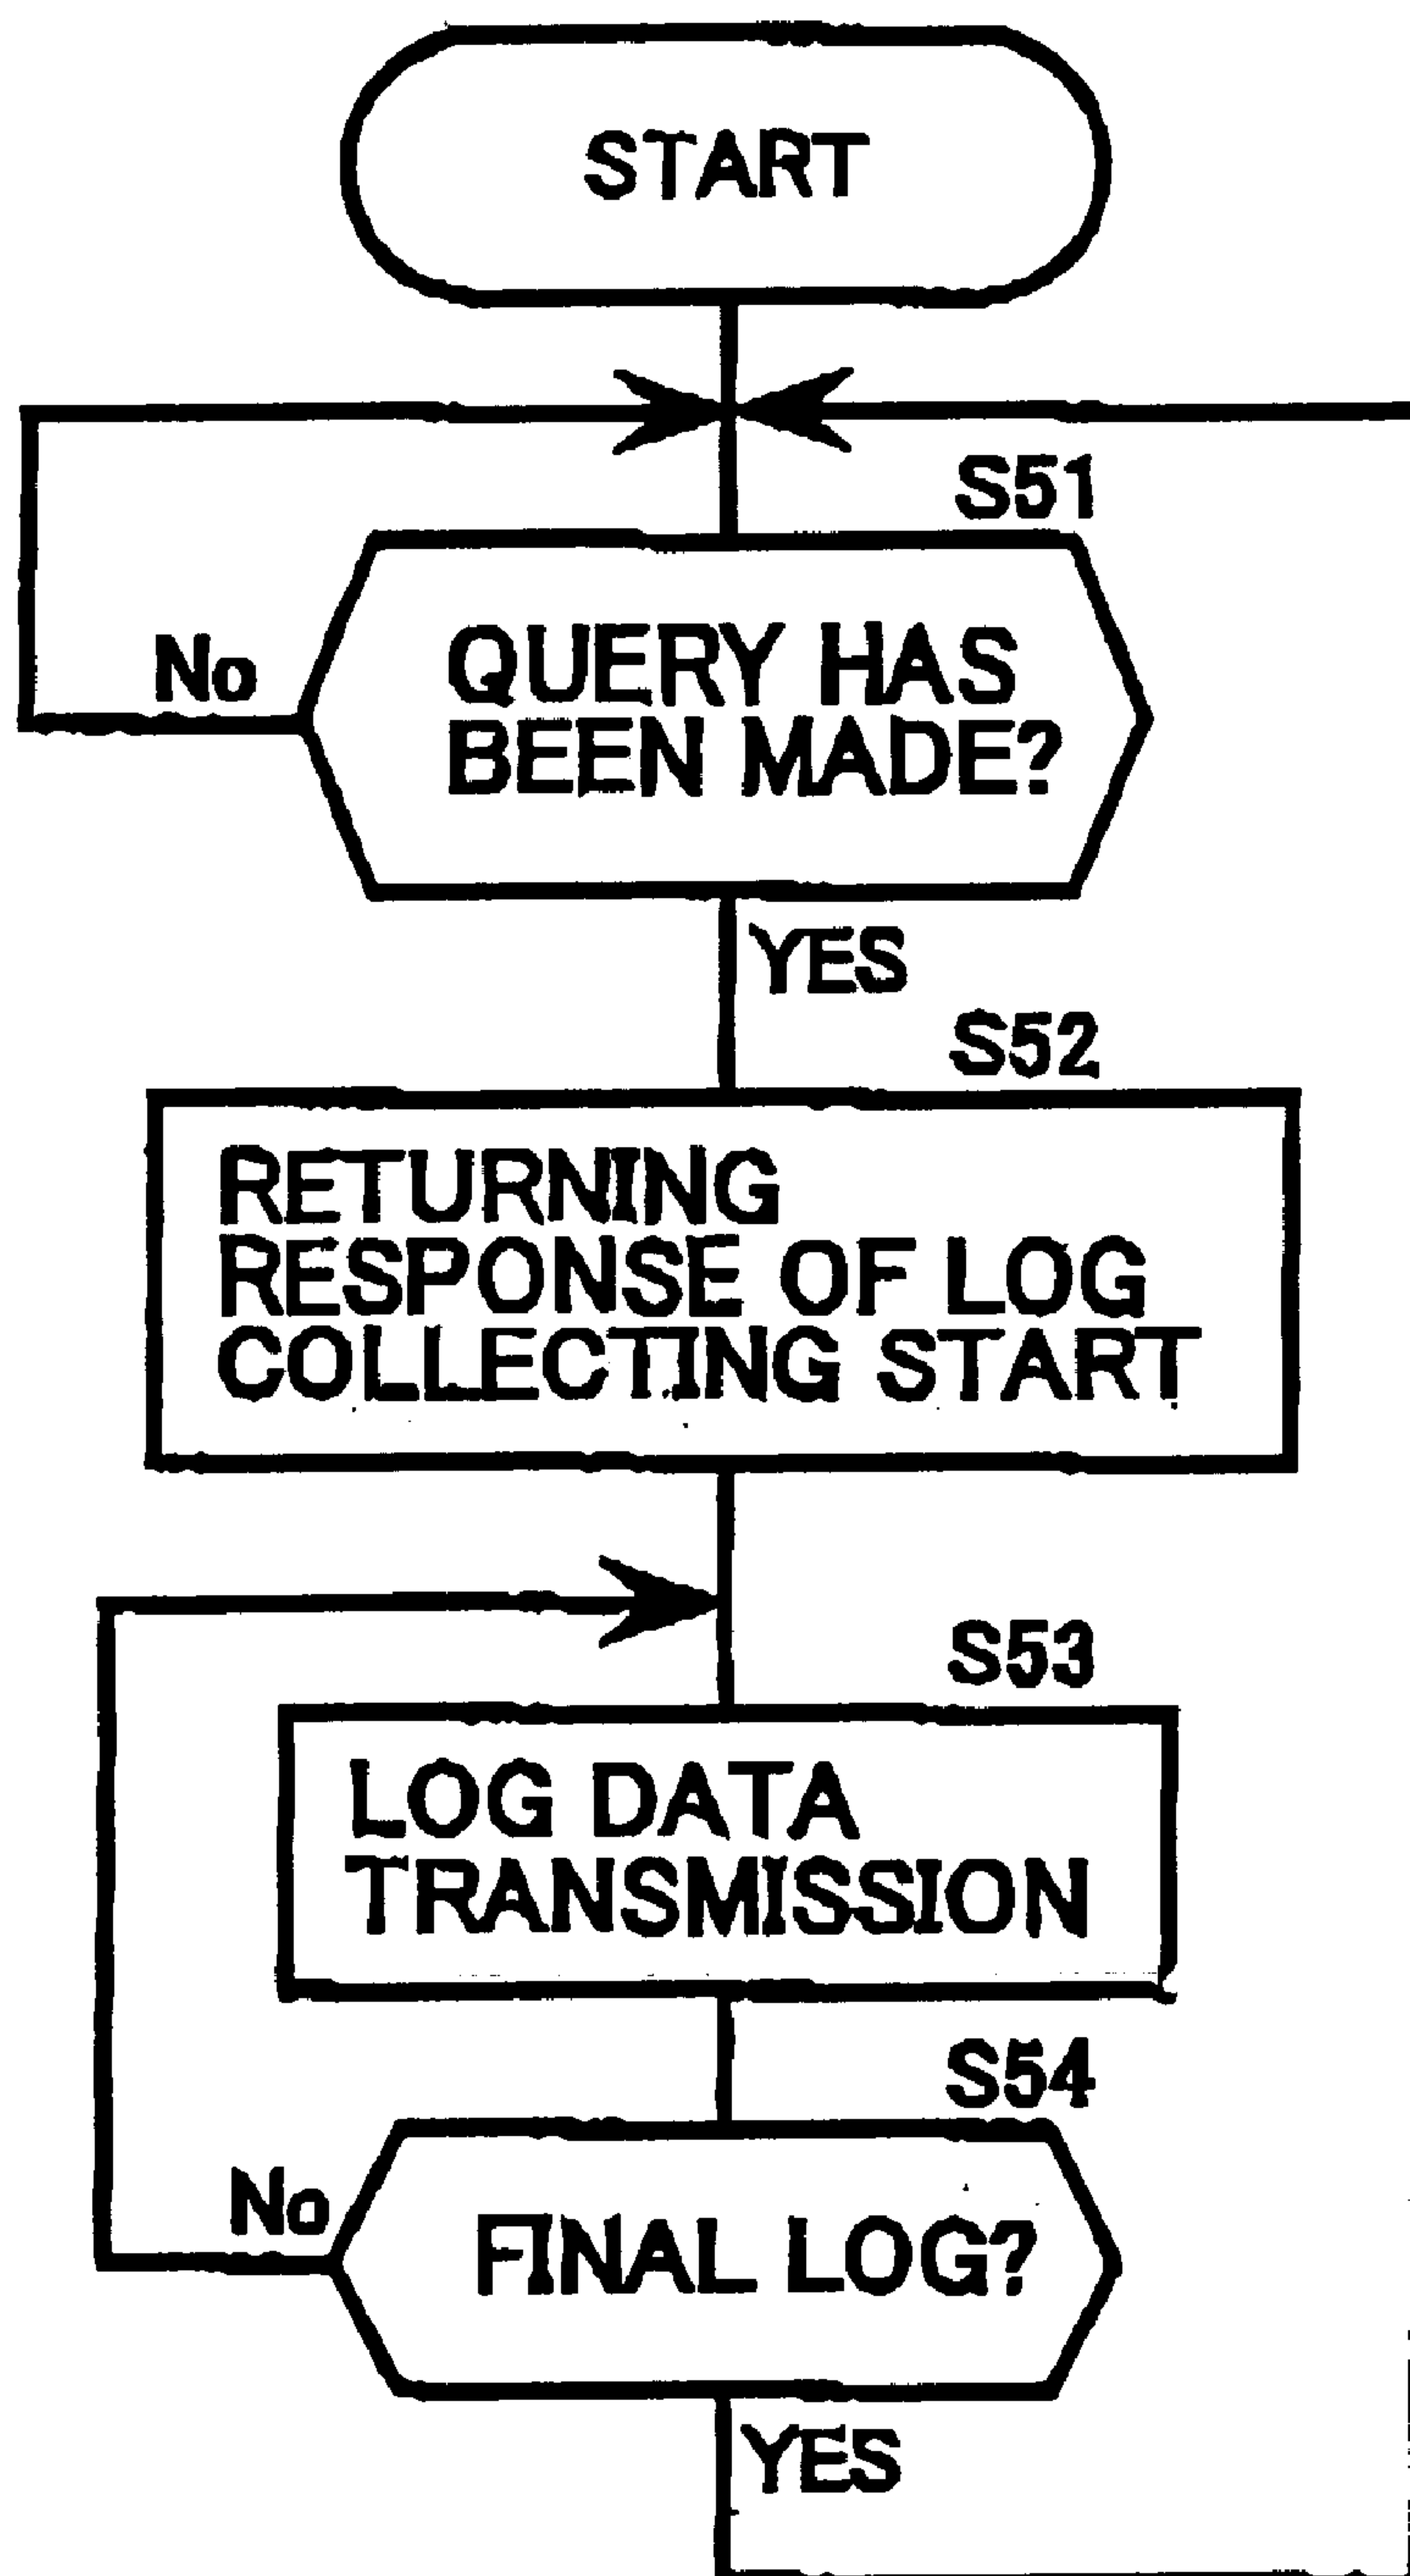 START
S51
No
QUERY HAS
BEEN MADE?
YES
S52
RETURNING
RESPONSE OF LOG
COLLECTING START
S53
LOG DATA
TRANSMISSION
S54
No
FINAL LOG?
YES